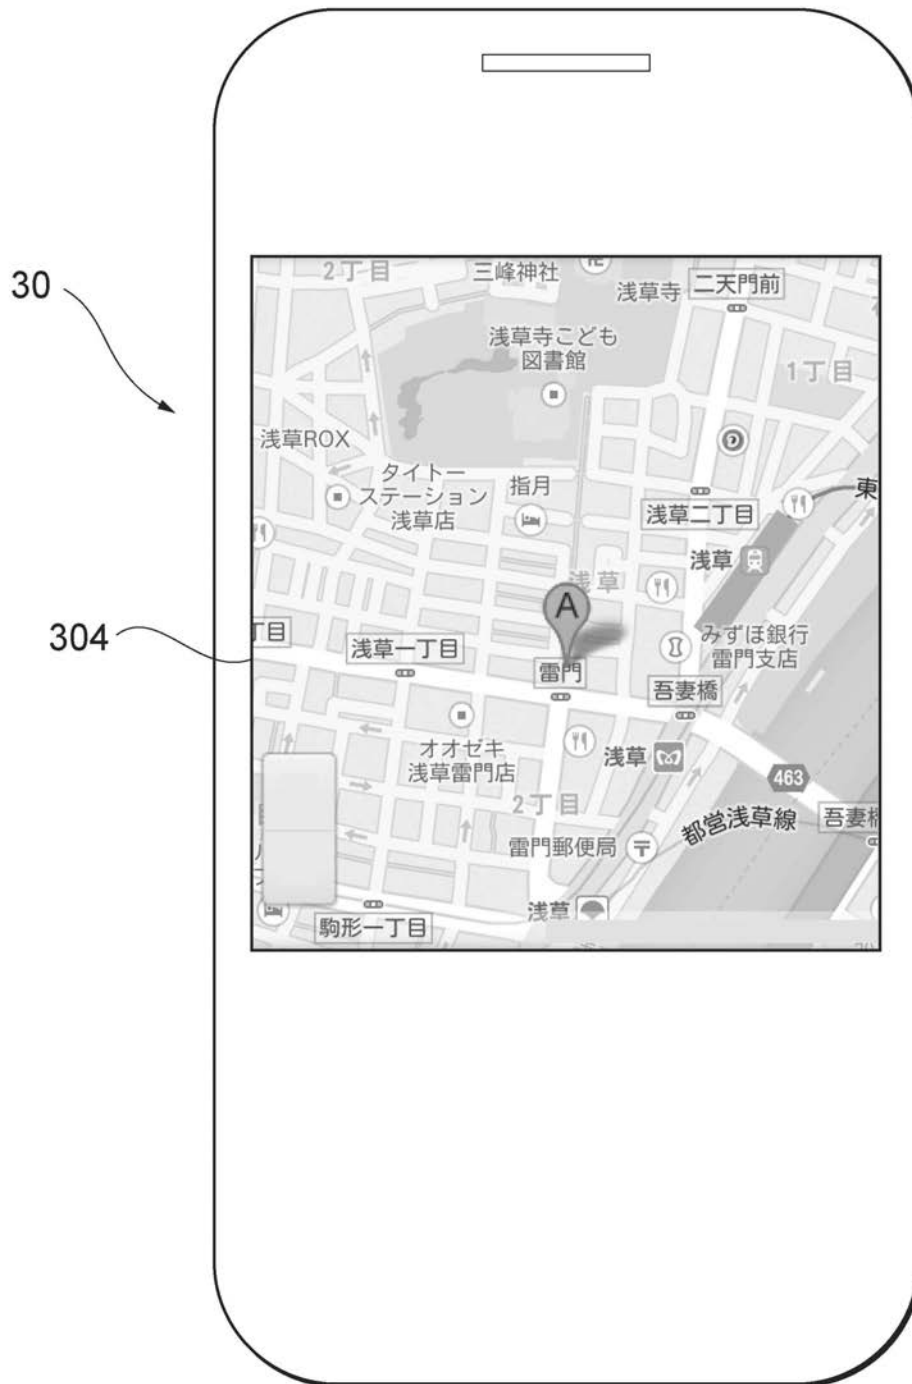 30
304
2丁目
三峰神社
浅草寺
二天門前
浅草寺こども
図書館
1丁目
浅草ROX
タイトー
ステーション
浅草店
指月
浅草二丁目
東
浅草
浅草
A
丁目
浅草一丁目
雷門
みずほ銀行
雷門支店
吾妻橋
オオゼキ
浅草雷門店
浅草
463
2丁目
都営浅草線
吾妻橋
雷門郵便局
〒
浅草
駒形一丁目